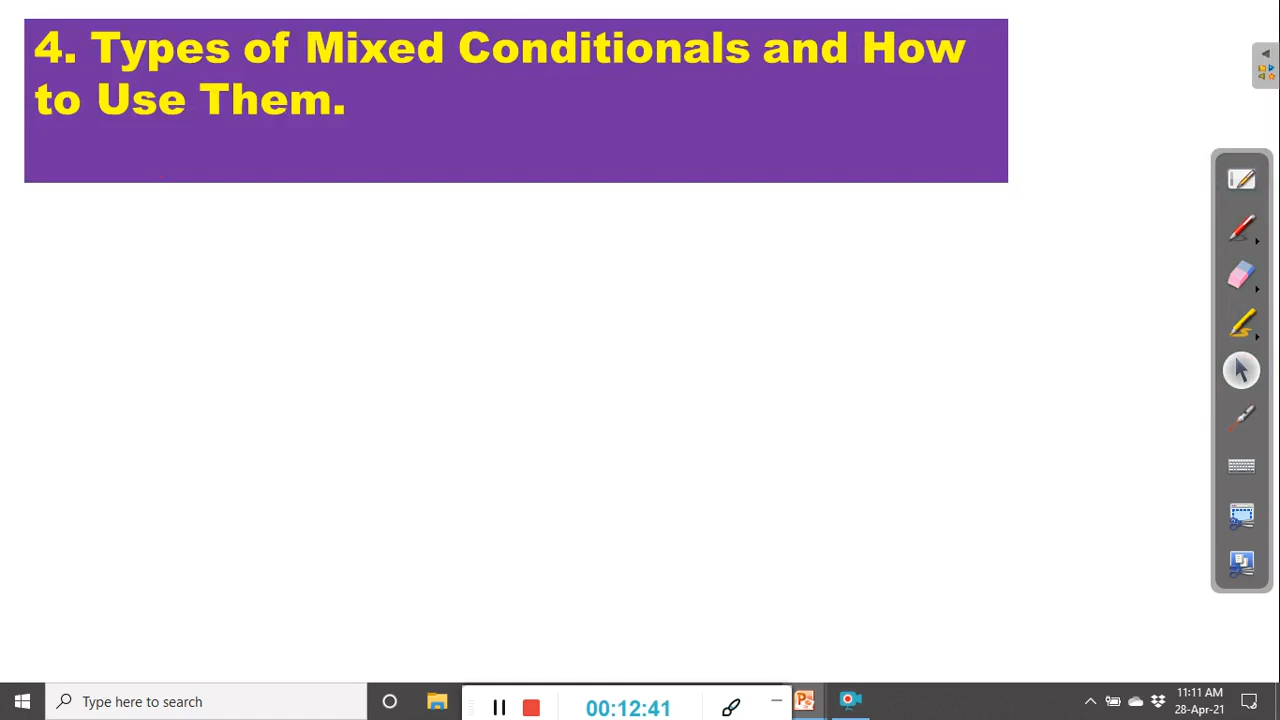 4. Types of Mixed Conditionals and How
to Use Them.
Type here to search
00:12:41
11:11 AM
28-Apr-21